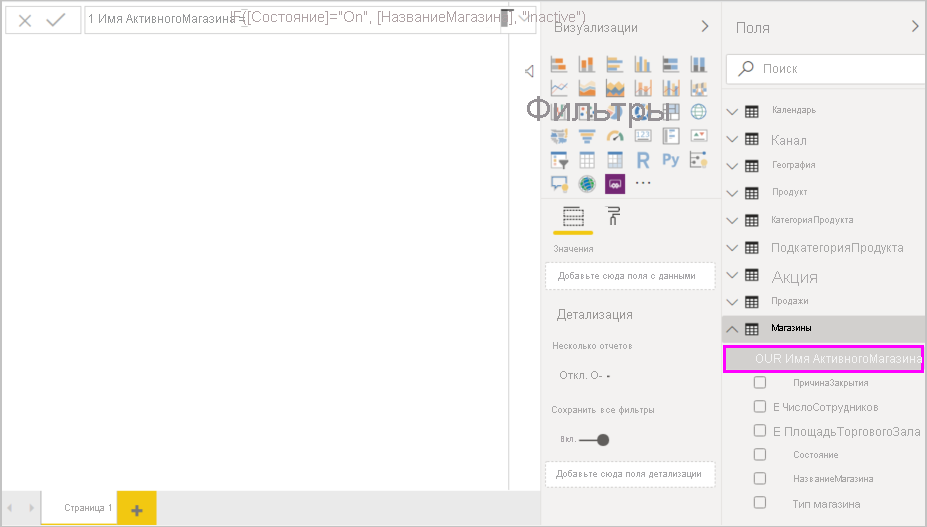 1 Имя АктивногоМагазина =
IF([Состояние]="On", [НазваниеМагазина], "Inactive")
Фильтры
Визуализации
123
R
Py
Значения
Добавьте сюда поля с данными
Детализация
Несколько отчетов
Откл. О-
Сохранить все фильтры
Вкл.
Добавьте сюда поля детализации
Поля
Поиск
Календарь
Канал
География
Продукт
КатегорияПродукта
ПодкатегорияПродукта
Акция
Продажи
Магазины
OUR Имя АктивногоМагазина
ПричинаЗакрытия
Е ЧислоСотрудников
Е ПлощадьТорговогоЗала
Состояние
НазваниеМагазина
Тип магазина
Страница 1